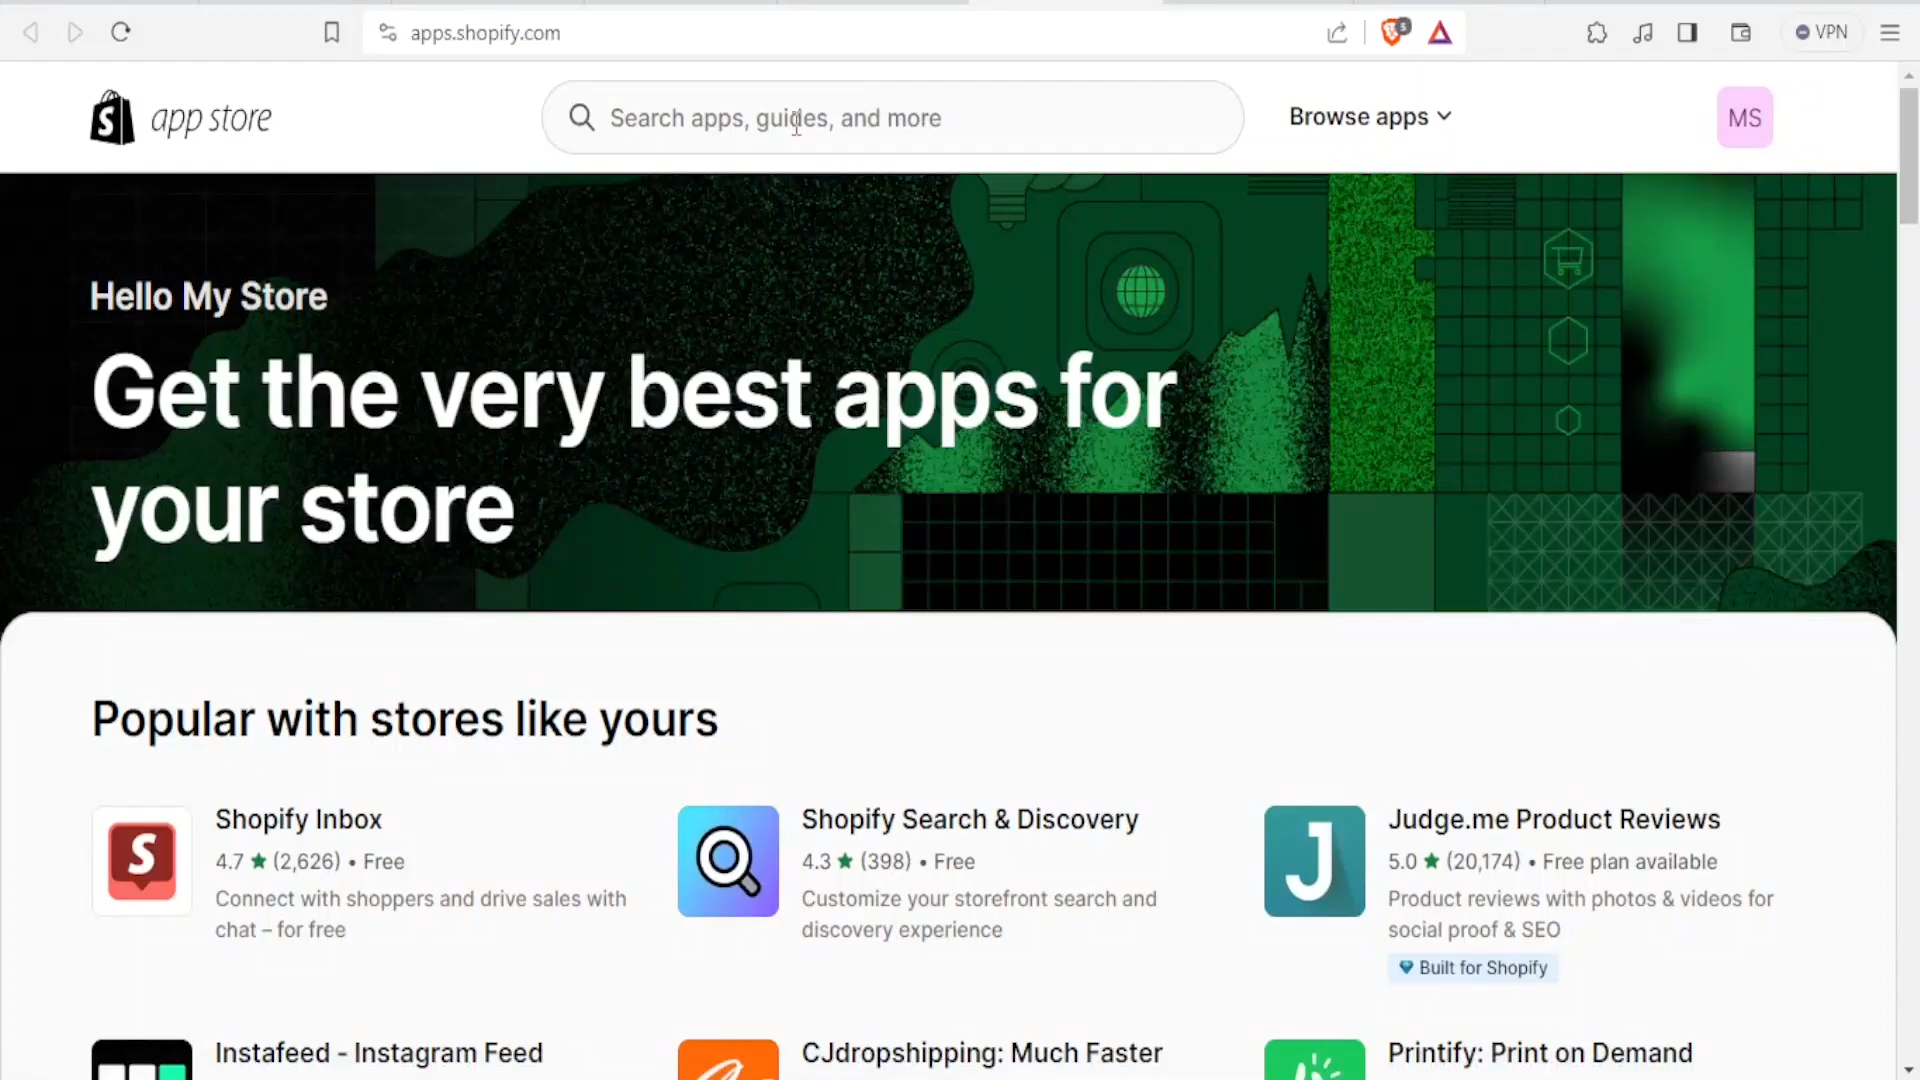 apps.shopify.com
5
VPN
app store
Search apps, guides, and more
Browse apps
MS
Hello My Store
Get the very best apps for
your store
Popular with stores like yours
Shopify Inbox
4.7 ★ (2,626) • Free
Connect with shoppers and drive sales with
chat – for free
Shopify Search & Discovery
4.3 ★ (398) • Free
Customize your storefront search and
discovery experience
Judge.me Product Reviews
5.0 ★ (20,174) • Free plan available
Product reviews with photos & videos for
social proof & SEO
Built for Shopify
Instafeed - Instagram Feed
CJdropshipping: Much Faster
Printify: Print on Demand